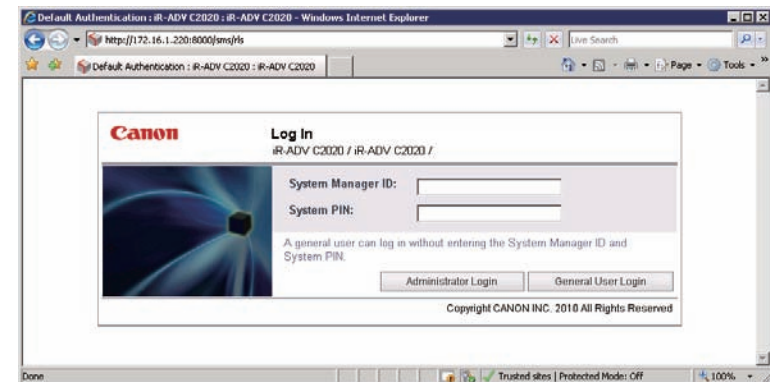 Default Authentication : iR-ADV C2020 : iR-ADV C2020 - Windows Internet Explorer
http://172.16.1.220:8000/sms/rls
Live Search
Default Authentication : iR-ADV C2020 : iR-ADV C2020
Page
Tools
Canon
Log In
iR-ADV C2020 / iR-ADV C2020 /
System Manager ID:
System PIN:
A general user can log in without entering the System Manager ID and
System PIN.
Administrator Login
General User Login
Copyright CANON INC. 2010 All Rights Reserved
Done
Trusted sites | Protected Mode: Off
100%